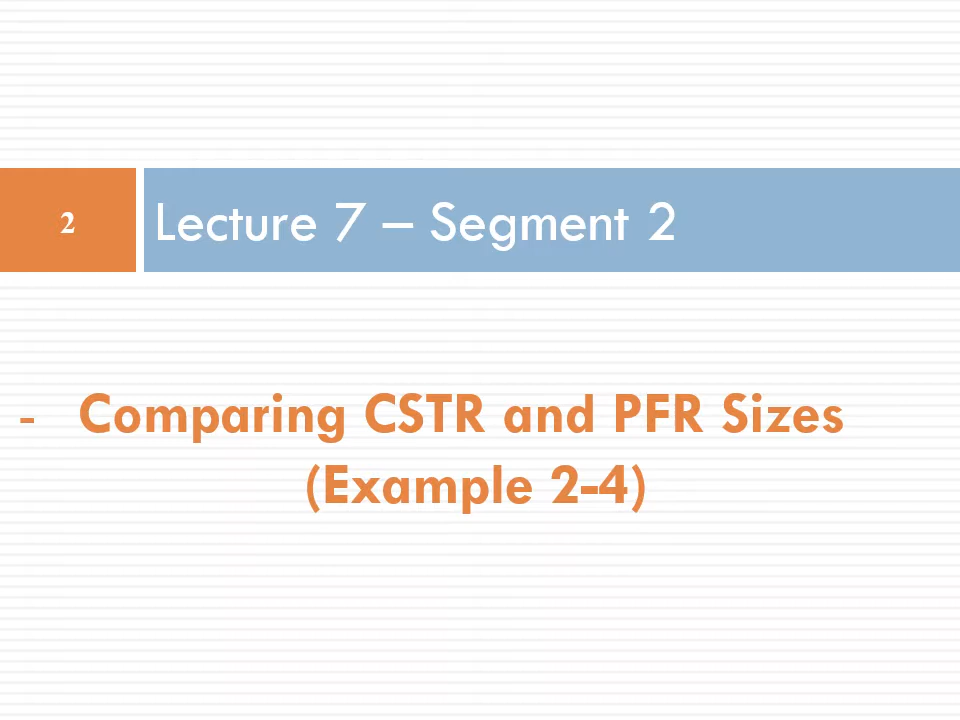 2
Lecture 7 – Segment 2
- Comparing CSTR and PFR Sizes
(Example 2-4)